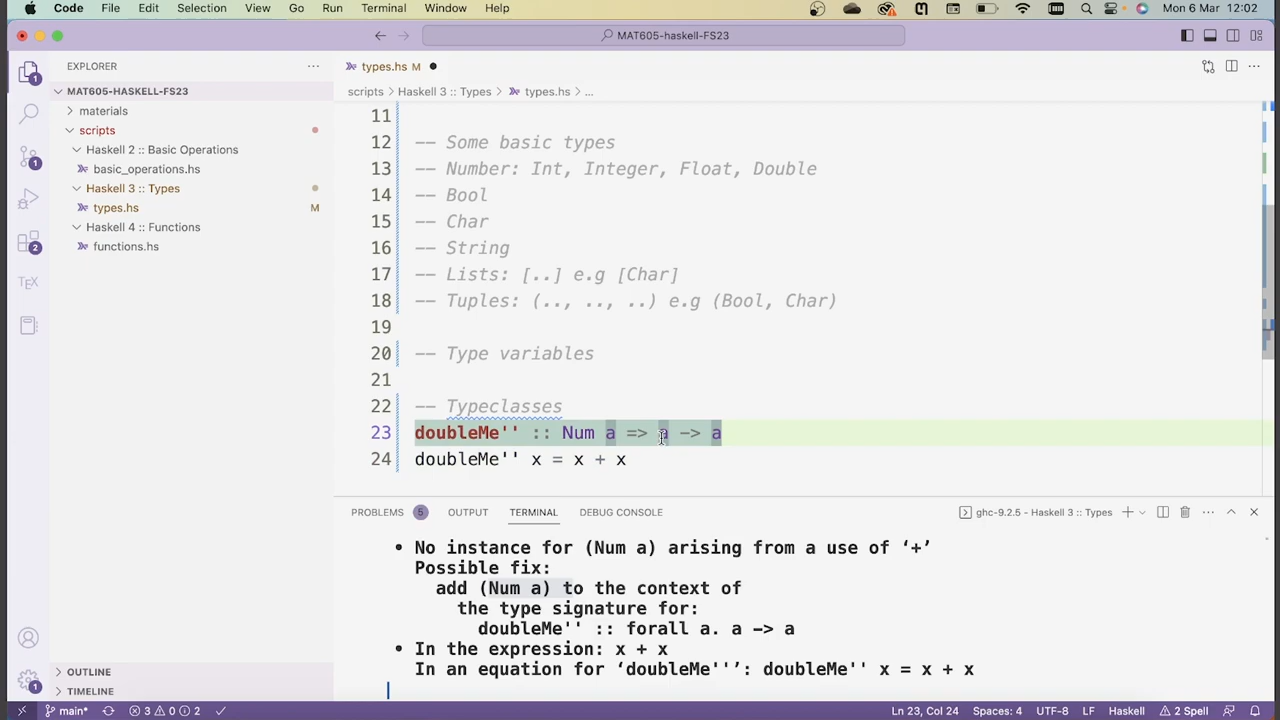 Code File Edit Selection View Go Run Terminal Window Help Mon 6 Mar 12:02
MAT605-haskell-FS23
EXPLORER ··· types.hs M
MAT605-HASKELL-FS23 scripts > Haskell 3 :: Types > types.hs > ...
materials
scripts
Haskell 2 :: Basic Operations
basic_operations.hs
Haskell 3 :: Types
types.hs M
Haskell 4 :: Functions
functions.hs
11
12 -- Some basic types
13 -- Number: Int, Integer, Float, Double
14 -- Bool
15 -- Char
16 -- String
17 -- Lists: [..] e.g [Char]
18 -- Tuples: (.., .., ..) e.g (Bool, Char)
19
20 -- Type variables
21
22 -- Typeclasses
23 doubleMe'' :: Num a => a -> a
24 doubleMe'' x = x + x
PROBLEMS 5 OUTPUT TERMINAL DEBUG CONSOLE ghc-9.2.5 - Haskell 3 :: Types
• No instance for (Num a) arising from a use of ‘+’
Possible fix:
add (Num a) to the context of
the type signature for:
doubleMe'' :: forall a. a -> a
• In the expression: x + x
In an equation for ‘doubleMe''’: doubleMe'' x = x + x
OUTLINE
TIMELINE
1
1
2
TEX
1
main* 3 0 2 Ln 23, Col 24 Spaces: 4 UTF-8 LF Haskell 2 Spell